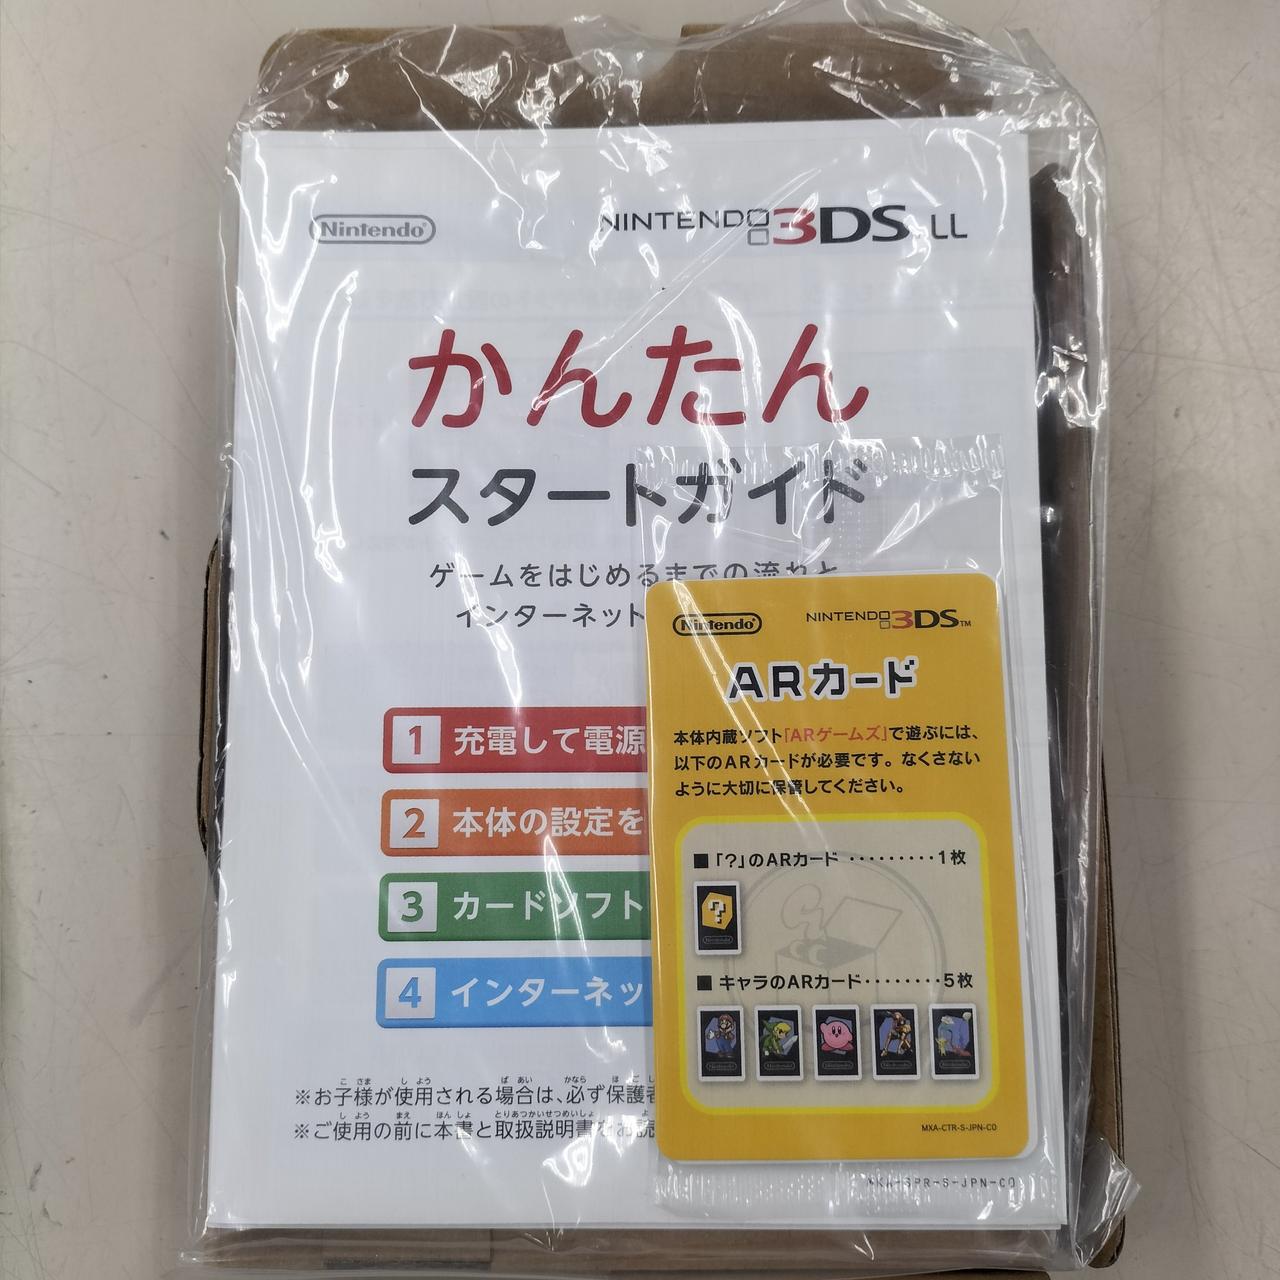 Nintendo
NINTENDO 3DS LL
かんたん
スタートガイド
ゲームをはじめるまでの流れと
インターネット
1 充電して電源
2 本体の設定を
3 カードソフト
4 インターネッ
※お子様が使用される場合は、必ず保護者
※ご使用の前に本書と取扱説明書をお読
Nintendo
NINTENDO 3DS™
ARカード
本体内蔵ソフト「ARゲームズ」で遊ぶには、
以下のARカードが必要です。なくさない
ように大切に保管してください。
■「?」のARカード ・・・・・・・・・1枚
■ キャラのARカード・・・・・・・・5枚
MXA-CTR-S-JPN-C0